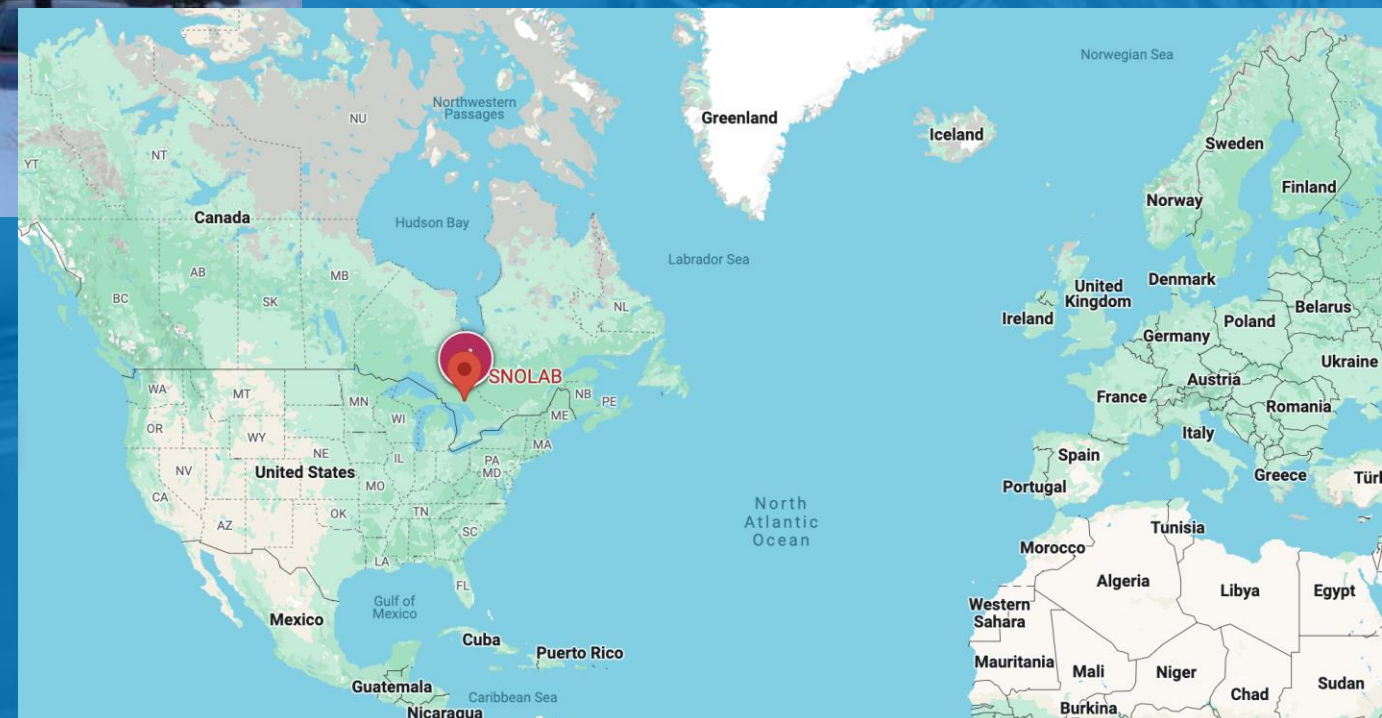 Norwegian Sea
Greenland
Iceland
Northwestern
Passages
NU
NT
YT
Sweden
Finland
Norway
Canada
Hudson Bay
Labrador Sea
AB
MB
BC
SK
NL
United
Kingdom
Denmark
Ireland
Belarus
Poland
Germany
Ukraine
SNOLAB
Austria
France
Romania
Italy
WA
MT
MN
NB
PE
OR
WI
ME
WY
MA
NE
IL
PA
MD
NV
United States
MO
CA
OK
TN
AZ
SC
LA
FL
Spain
Portugal
Greece
Türl
North
Atlantic
Ocean
Tunisia
Morocco
Algeria
Libya
Egypt
Western
Sahara
Gulf of
Mexico
Mexico
Cuba
Puerto Rico
Mauritania
Mali
Niger
Chad
Sudan
Guatemala
Caribbean Sea
Nicaragua
Burkina